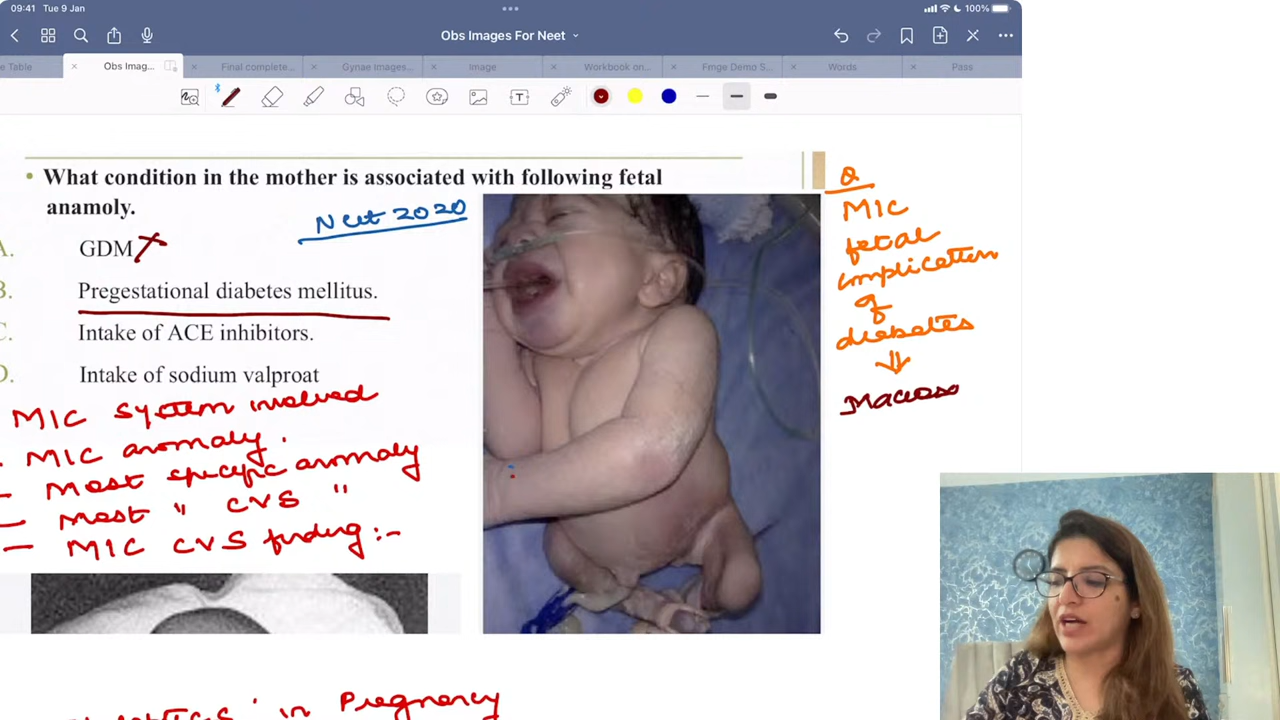 09:41 Tue 9 Jan
100%
Obs Images For Neet
e Table
Obs Imag...
Final complete...
Gynae Images...
Image
Workbook on...
Fmge Demo S...
Words
Pass
What condition in the mother is associated with following fetal
anamoly.
Neet 2020
A. GDM
B. Pregestational diabetes mellitus.
C. Intake of ACE inhibitors.
D. Intake of sodium valproat
MIC system involved
- MIC anomaly.
- Most specific anomaly
- Most " CVS "
- MIC CVS finding:-
Q
MIC
fetal
complication
of
diabetes
⇓
Macoso
in Pregnancy